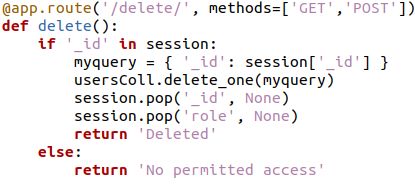 @app.route('/delete/', methods=['GET','POST'])
def delete():
    if '_id' in session:
        myquery = { '_id': session['_id'] }
        usersColl.delete_one(myquery)
        session.pop('_id', None)
        session.pop('role', None)
        return 'Deleted'
    else:
        return 'No permitted access'